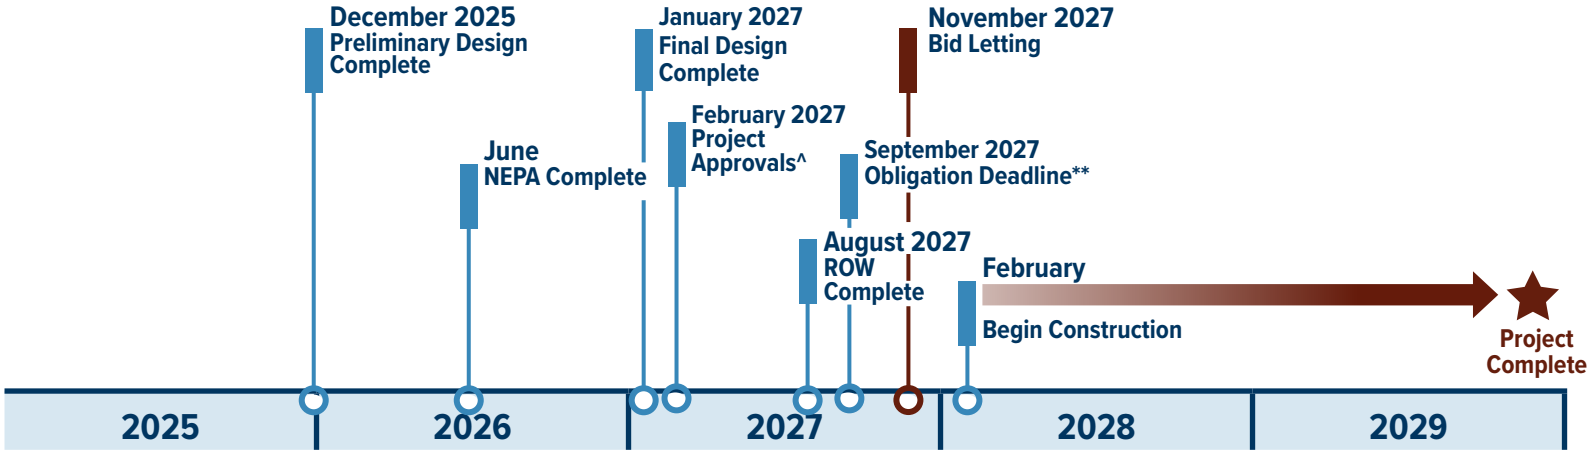 December 2025
Preliminary Design
Complete
June
NEPA Complete
January 2027
Final Design
Complete
February 2027
Project
Approvals^
August 2027
ROW
Complete
September 2027
Obligation Deadline**
November 2027
Bid Letting
February
Begin Construction
Project
Complete
2025
2026
2027
2028
2029